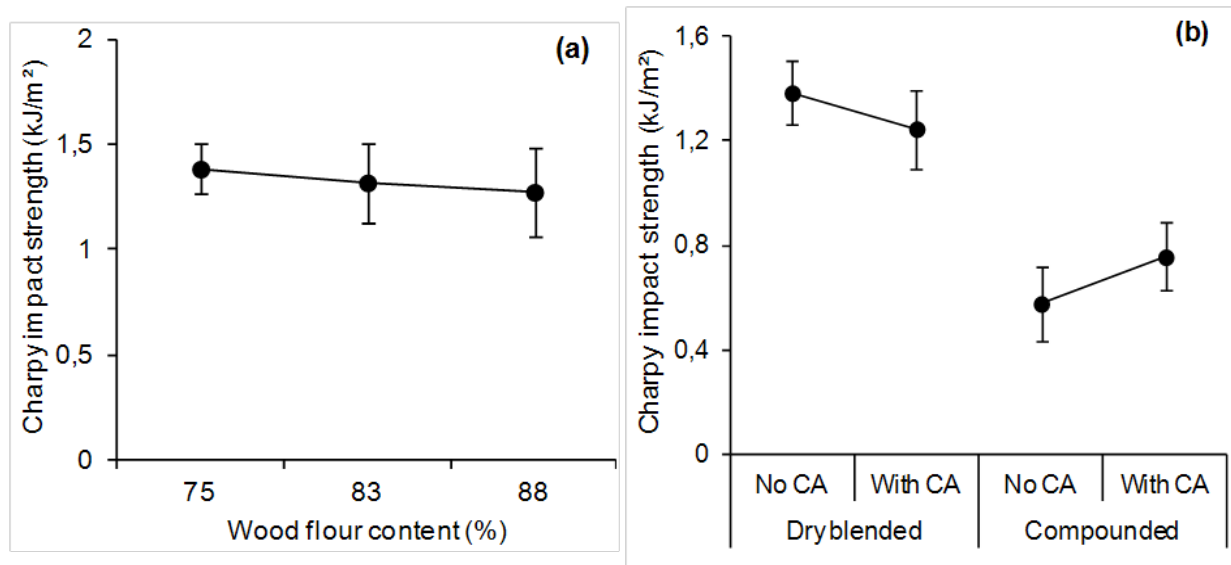 (a)
Charpy impact strength (kJ/m²)
2
1,5
1
0,5
0
75 83 88
Wood flour content (%)
(b)
Charpy impact strength (kJ/m²)
1,6
1,2
0,8
0,4
0
No CA With CA No CA With CA
Dryblended Compounded